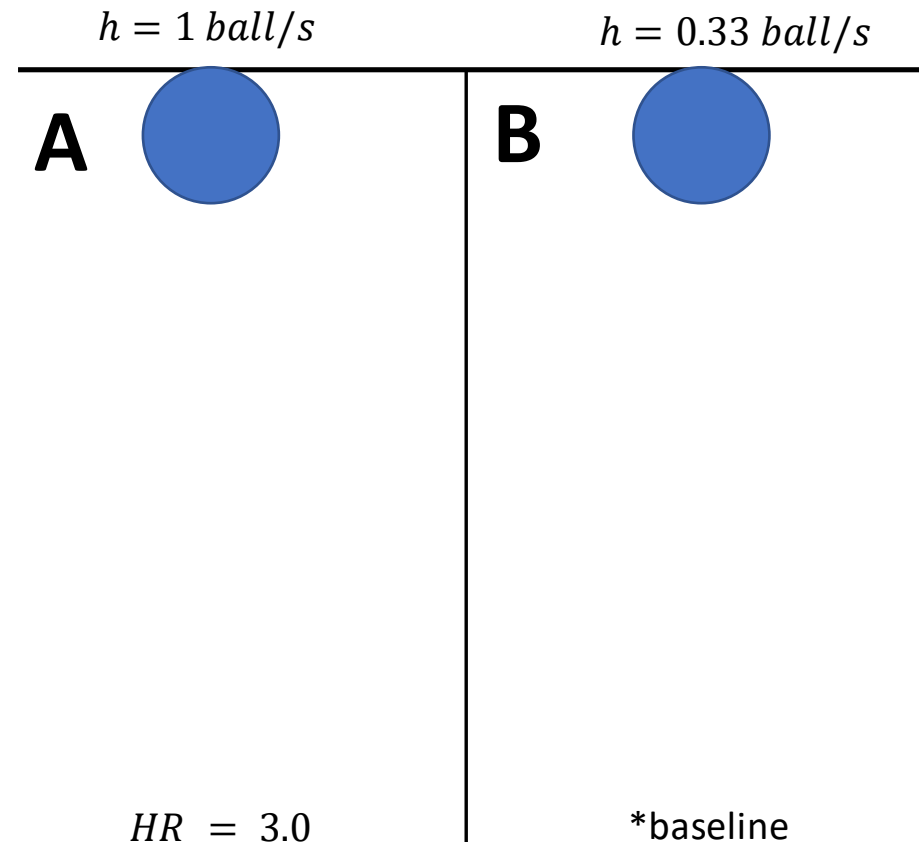 h = 1 ball/s
h = 0.33 ball/s
A
B
HR = 3.0
*baseline